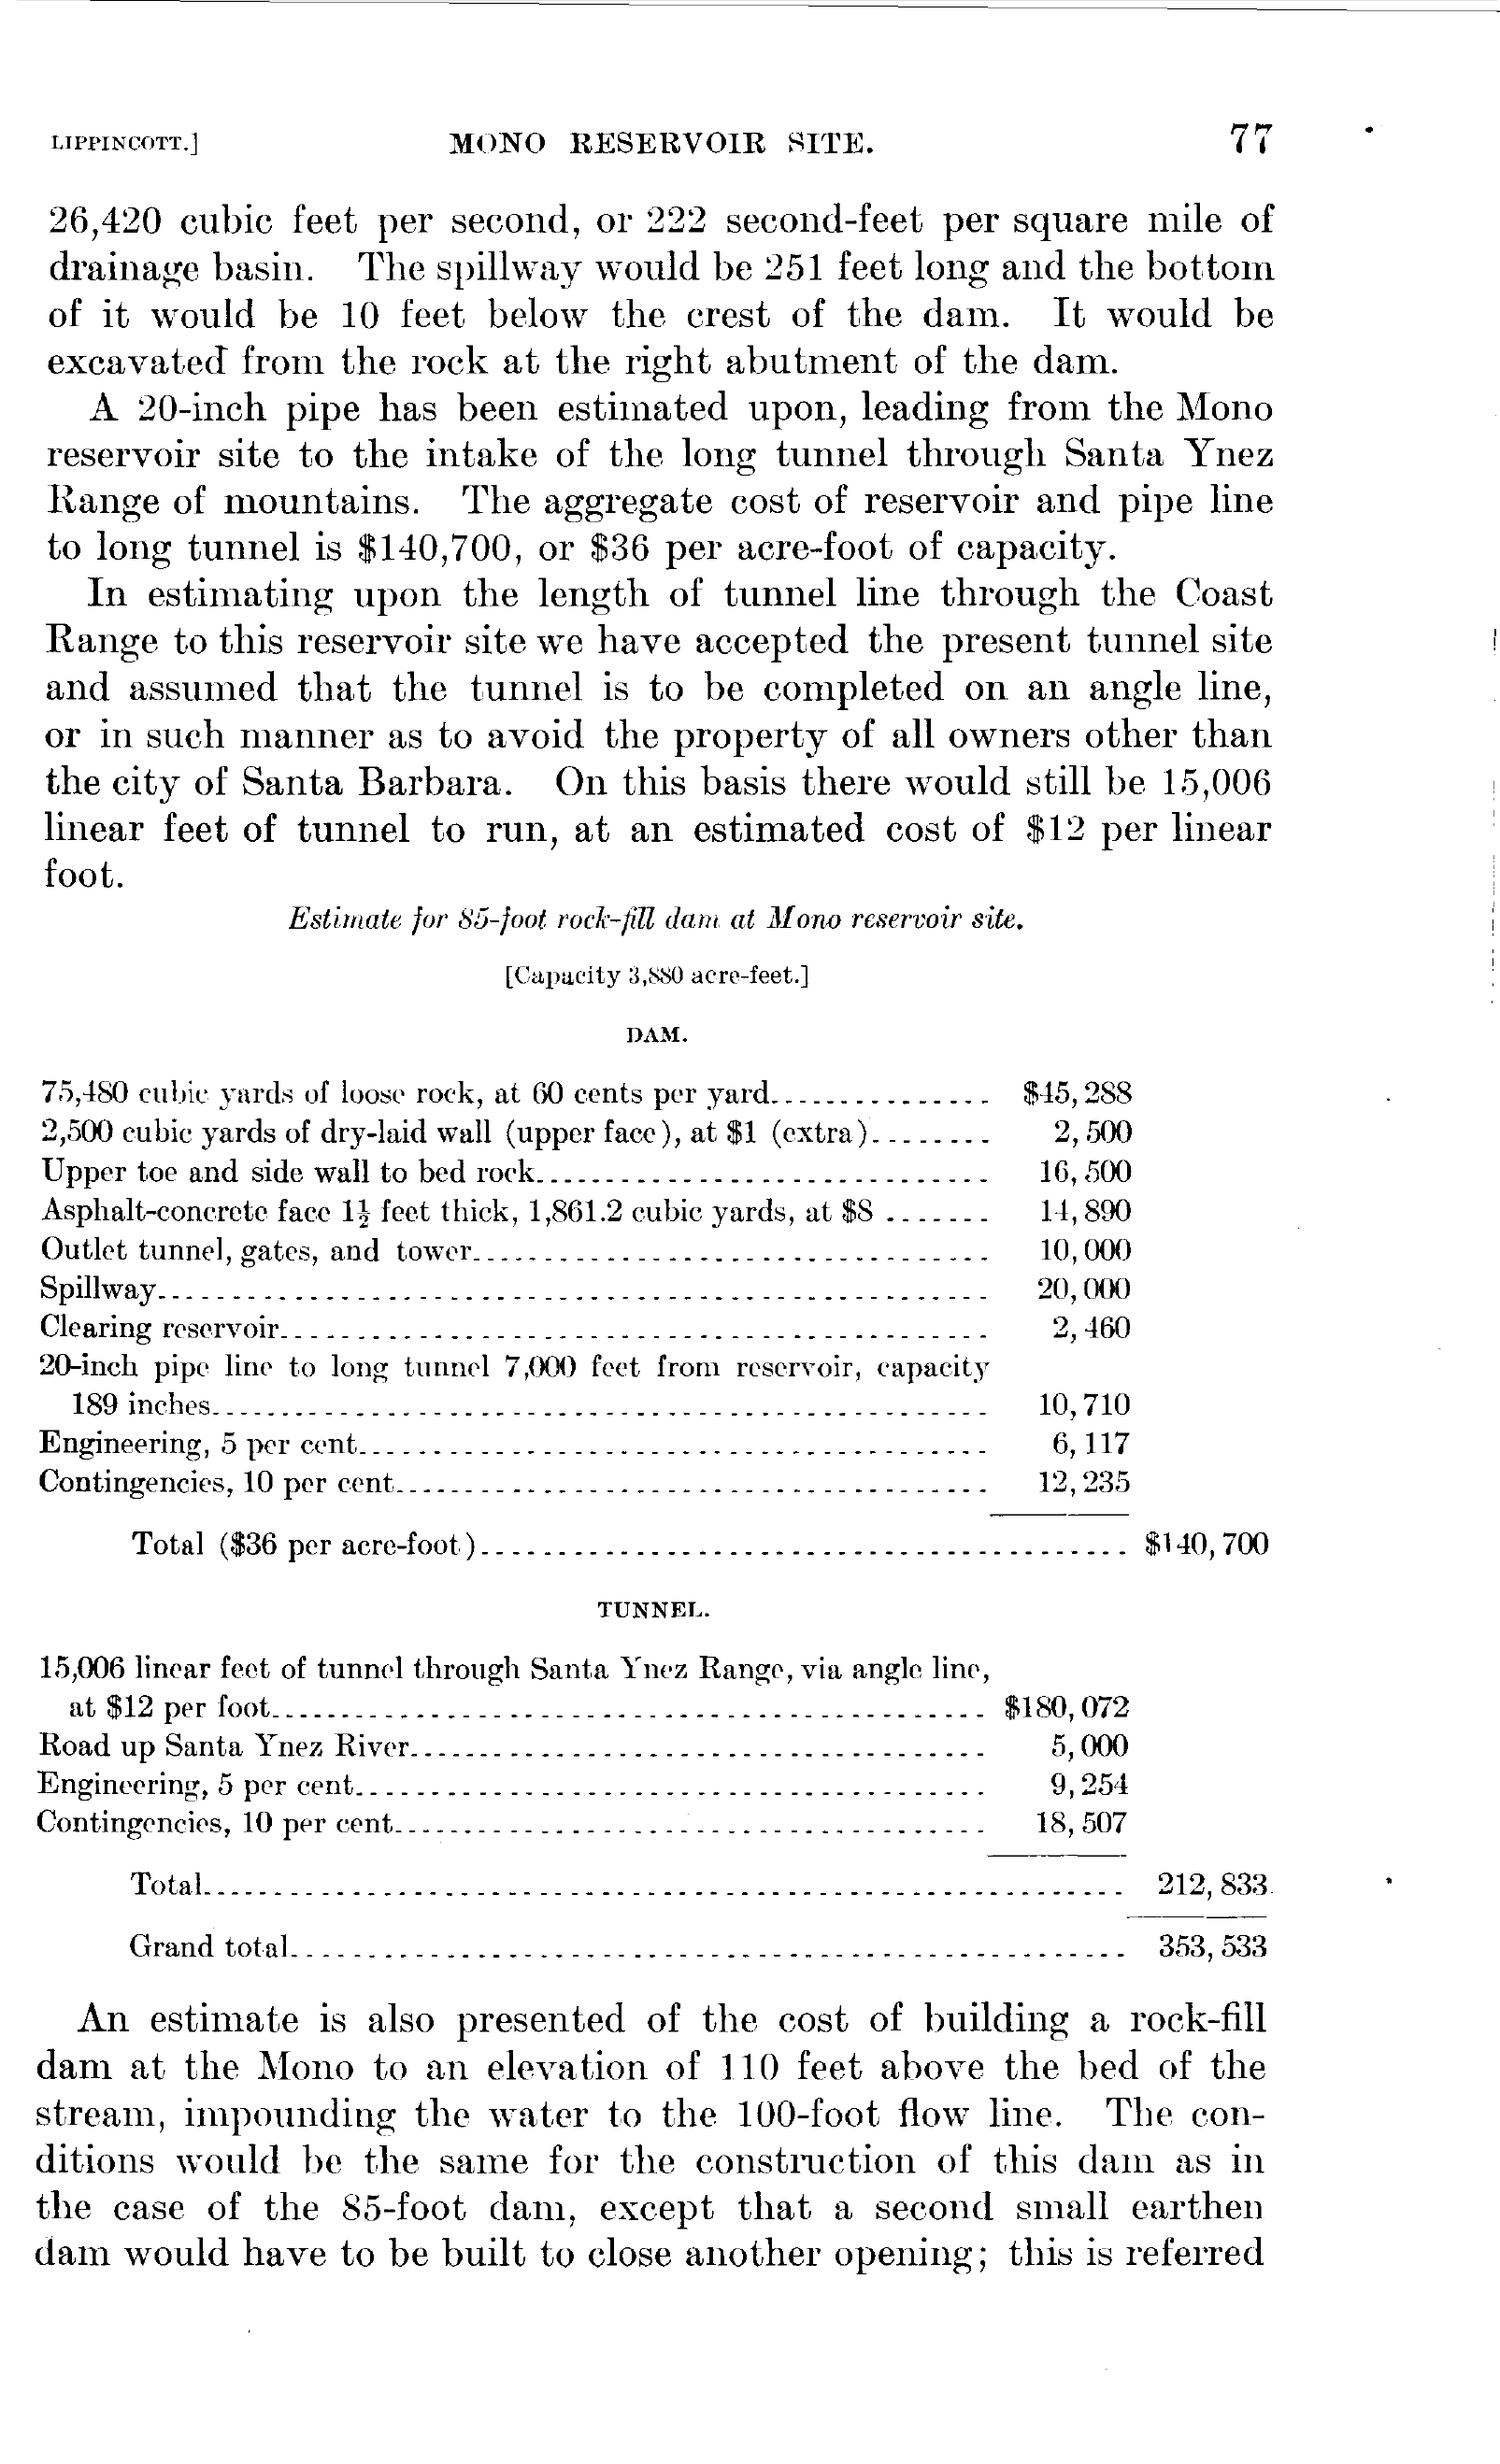 LIPPINCOTT.] MONO RESERVOIR SITE. 77
26,420 cubic feet per second, or 222 second-feet per square mile of
drainage basin. The spillway would be 251 feet long and the bottom
of it would be 10 feet below the crest of the dam. It would be
excavated from the rock at the right abutment of the dam.
A 20-inch pipe has been estimated upon, leading from the Mono
reservoir site to the intake of the long tunnel through Santa Ynez
Range of mountains. The aggregate cost of reservoir and pipe line
to long tunnel is $140,700, or $36 per acre-foot of capacity.
In estimating upon the length of tunnel line through the Coast
Range to this reservoir site we have accepted the present tunnel site
and assumed that the tunnel is to be completed on an angle line,
or in such manner as to avoid the property of all owners other than
the city of Santa Barbara. On this basis there would still be 15,006
linear feet of tunnel to run, at an estimated cost of $12 per linear
foot.
Estimate for 85-foot rock-fill dam at Mono reservoir site.
[Capacity 3,880 acre-feet.]
DAM.
75,480 cubic yards of loose rock, at 60 cents per yard................ $45,288
2,500 cubic yards of dry-laid wall (upper face), at $1 (extra)......... 2,500
Upper toe and side wall to bed rock.............................. 16,500
Asphalt-concrete face 1½ feet thick, 1,861.2 cubic yards, at $8 ....... 14,890
Outlet tunnel, gates, and tower.................................. 10,000
Spillway...................................................... 20,000
Clearing reservoir.............................................. 2,460
20-inch pipe line to long tunnel 7,000 feet from reservoir, capacity
189 inches.................................................. 10,710
Engineering, 5 per cent......................................... 6,117
Contingencies, 10 per cent....................................... 12,235
Total ($36 per acre-foot).......................................... $140,700
TUNNEL.
15,006 linear feet of tunnel through Santa Ynez Range, via angle line,
at $12 per foot............................................... $180,072
Road up Santa Ynez River..................................... 5,000
Engineering, 5 per cent......................................... 9,254
Contingencies, 10 per cent....................................... 18,507
Total............................................................ 212,833
Grand total...................................................... 353,533
An estimate is also presented of the cost of building a rock-fill
dam at the Mono to an elevation of 110 feet above the bed of the
stream, impounding the water to the 100-foot flow line. The con-
ditions would be the same for the construction of this dam as in
the case of the 85-foot dam, except that a second small earthen
dam would have to be built to close another opening; this is referred